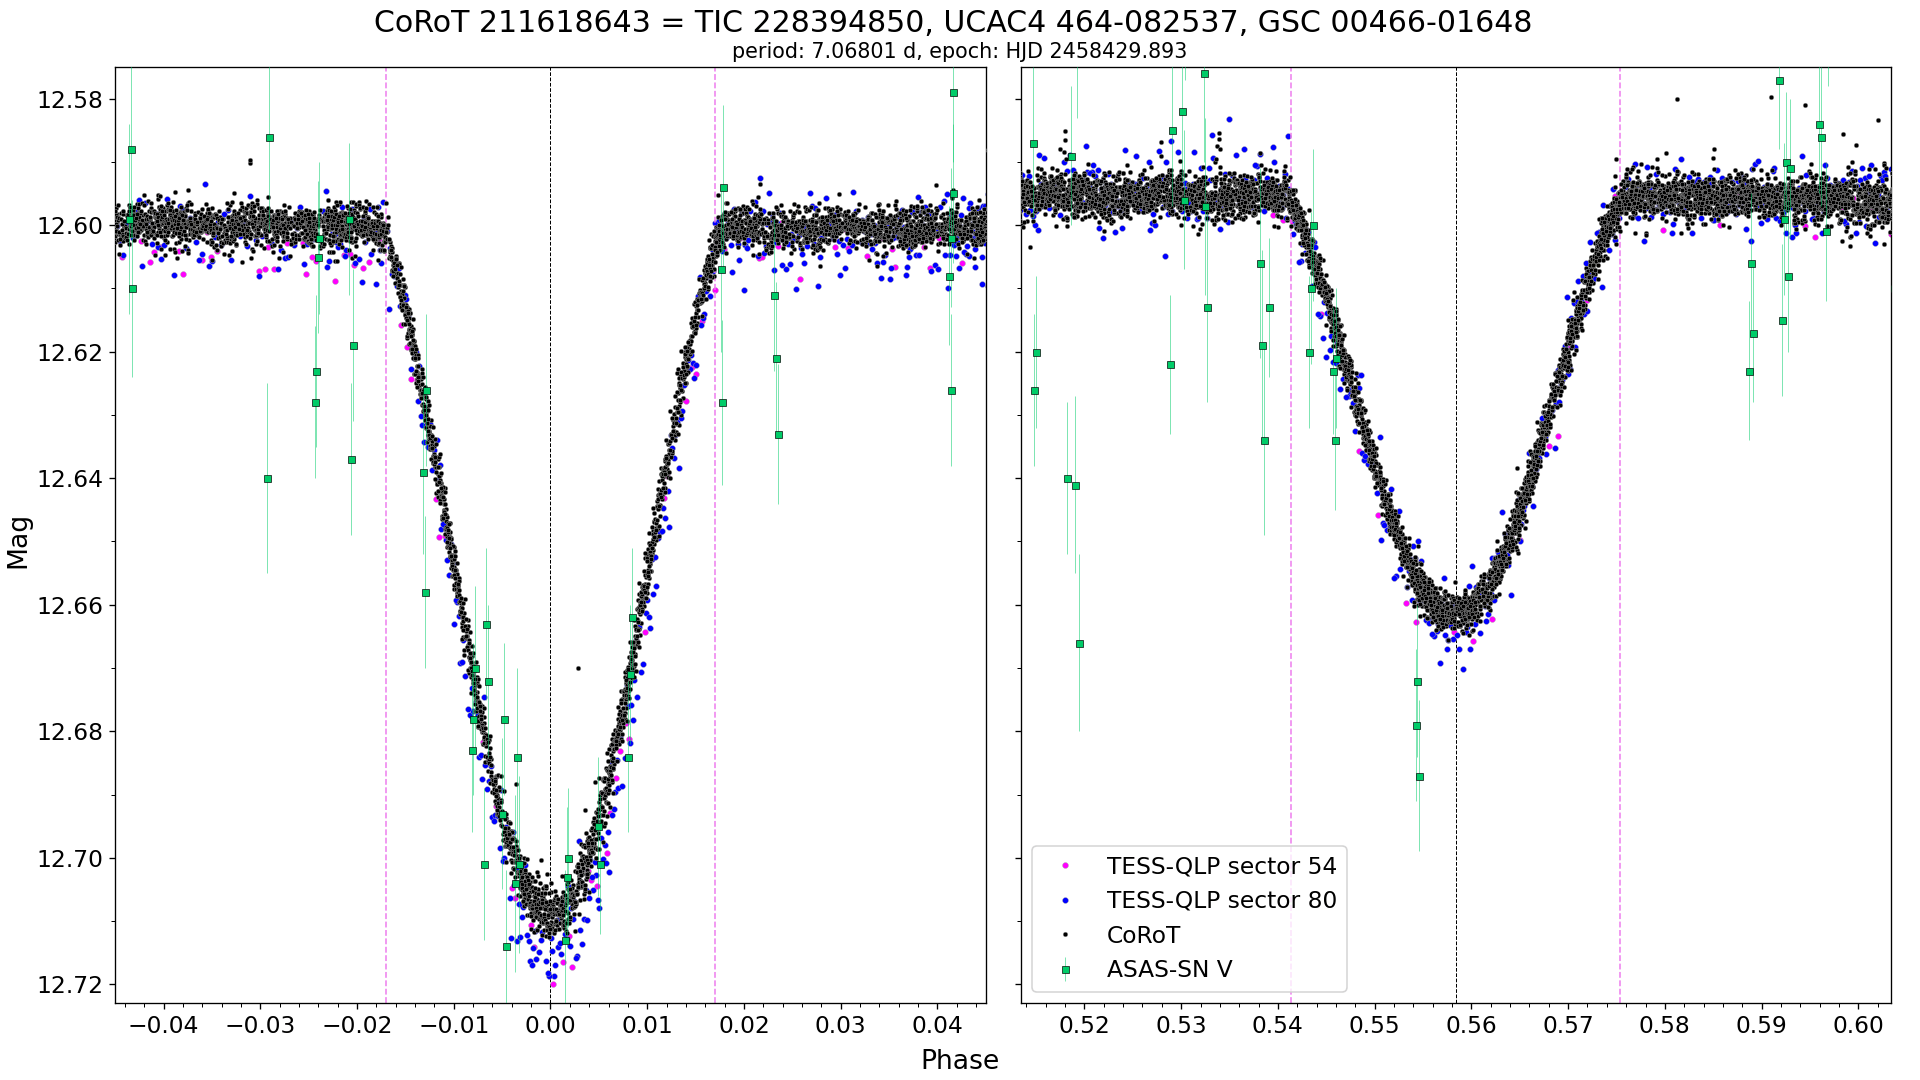 CoRoT 211618643 = TIC 228394850, UCAC4 464-082537, GSC 00466-01648
period: 7.06801 d, epoch: HJD 2458429.893
Mag
12.58
12.60
12.62
12.64
12.66
12.68
12.70
12.72
−0.04 −0.03 −0.02 −0.01 0.00 0.01 0.02 0.03 0.04
TESS-QLP sector 54
TESS-QLP sector 80
CoRoT
ASAS-SN V
0.52 0.53 0.54 0.55 0.56 0.57 0.58 0.59 0.60
Phase